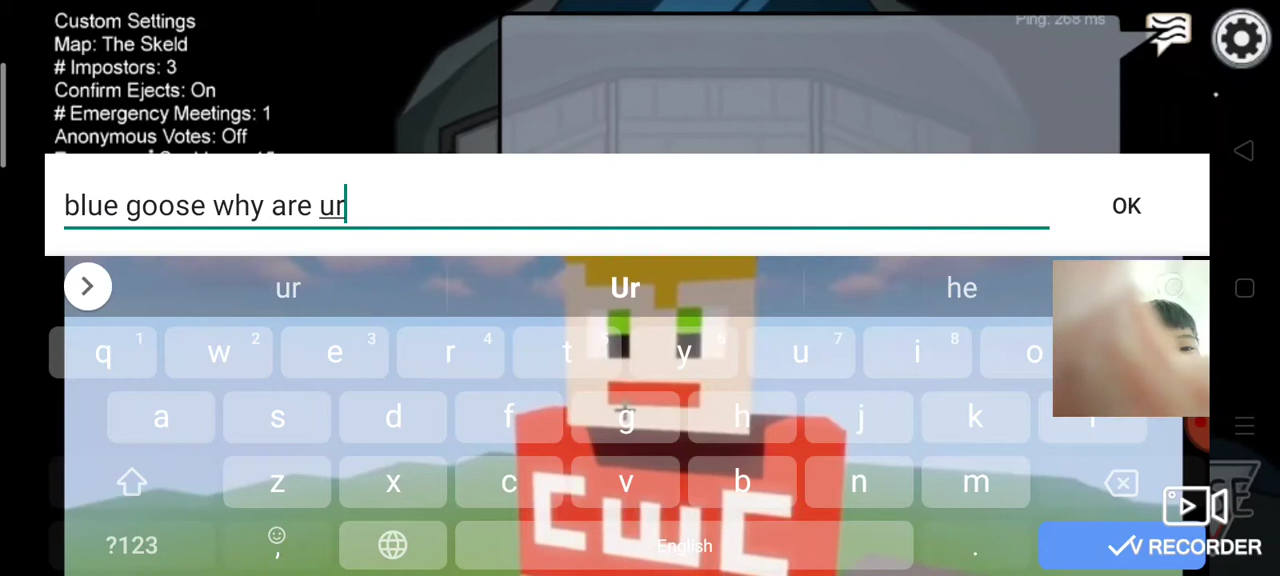 Custom Settings
Map: The Skeld
# Impostors: 3
Confirm Ejects: On
# Emergency Meetings: 1
Anonymous Votes: Off
Ping: 268 ms
blue goose why are ur
OK
ur Ur he
q 1 w 2 e 3 r 4 t 5 y 6 u 7 i 8 o
a s d f g h j k l
z x c v b n m
CWC
?123 , English .
V RECORDER